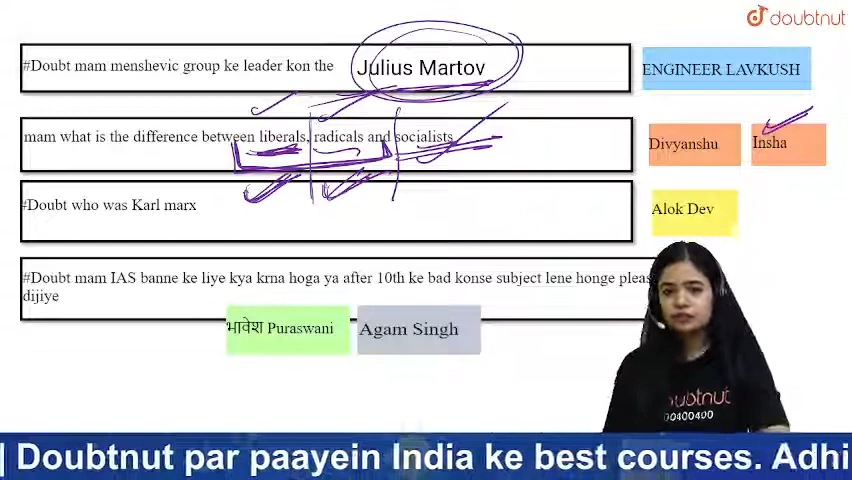 doubtnut
#Doubt mam menshevic group ke leader kon the
Julius Martov
ENGINEER LAVKUSH
mam what is the difference between liberals, radicals and socialists
Divyanshu
Insha
#Doubt who was Karl marx
Alok Dev
#Doubt mam IAS banne ke liye kya krna hoga ya after 10th ke bad konse subject lene honge
dijiye
भावेश Puraswani
Agam Singh
doubtnut
00400400
| Doubtnut par paayein India ke best courses. Adhi